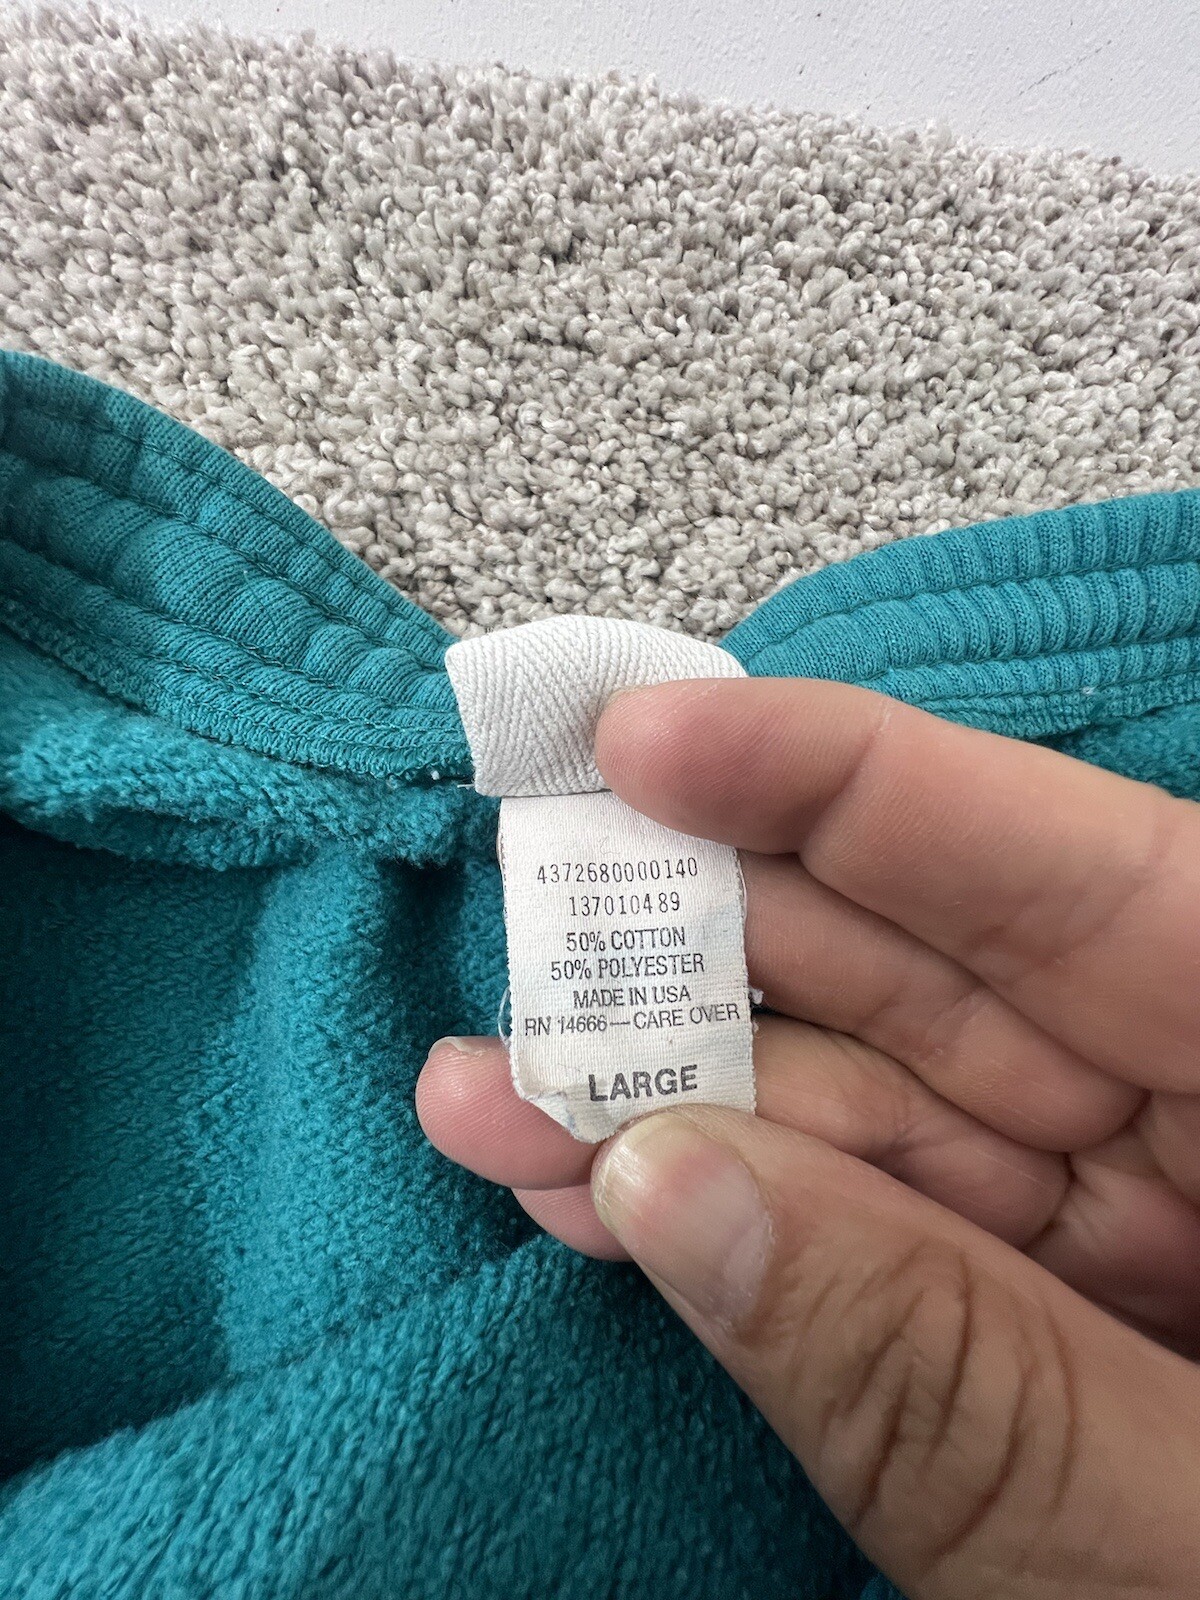 4372680000140
137010489
50% COTTON
50% POLYESTER
MADE IN USA
RN 14666—CARE OVER
LARGE